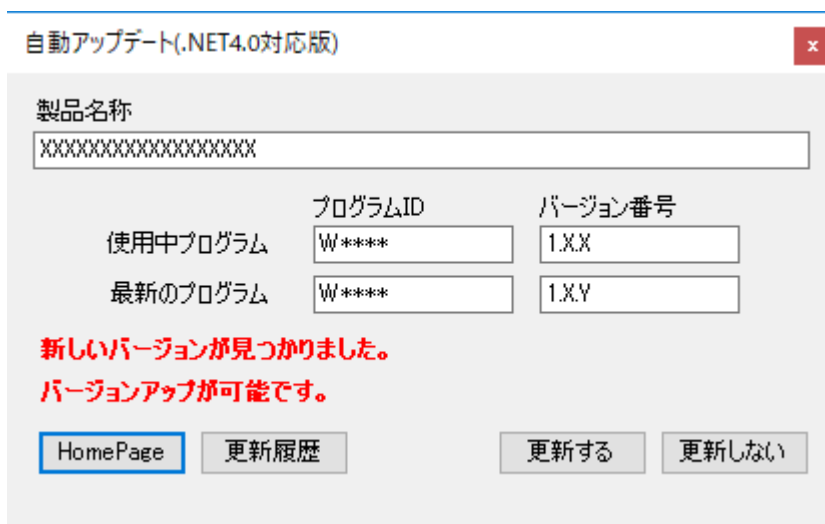 自動アップデート(.NET4.0対応版)
x
製品名称
XXXXXXXXXXXXXXXXXX
プログラムID バージョン番号
使用中プログラム W**** 1.X.X
最新のプログラム W**** 1.X.Y
新しいバージョンが見つかりました。
バージョンアップが可能です。
HomePage 更新履歴 更新する 更新しない